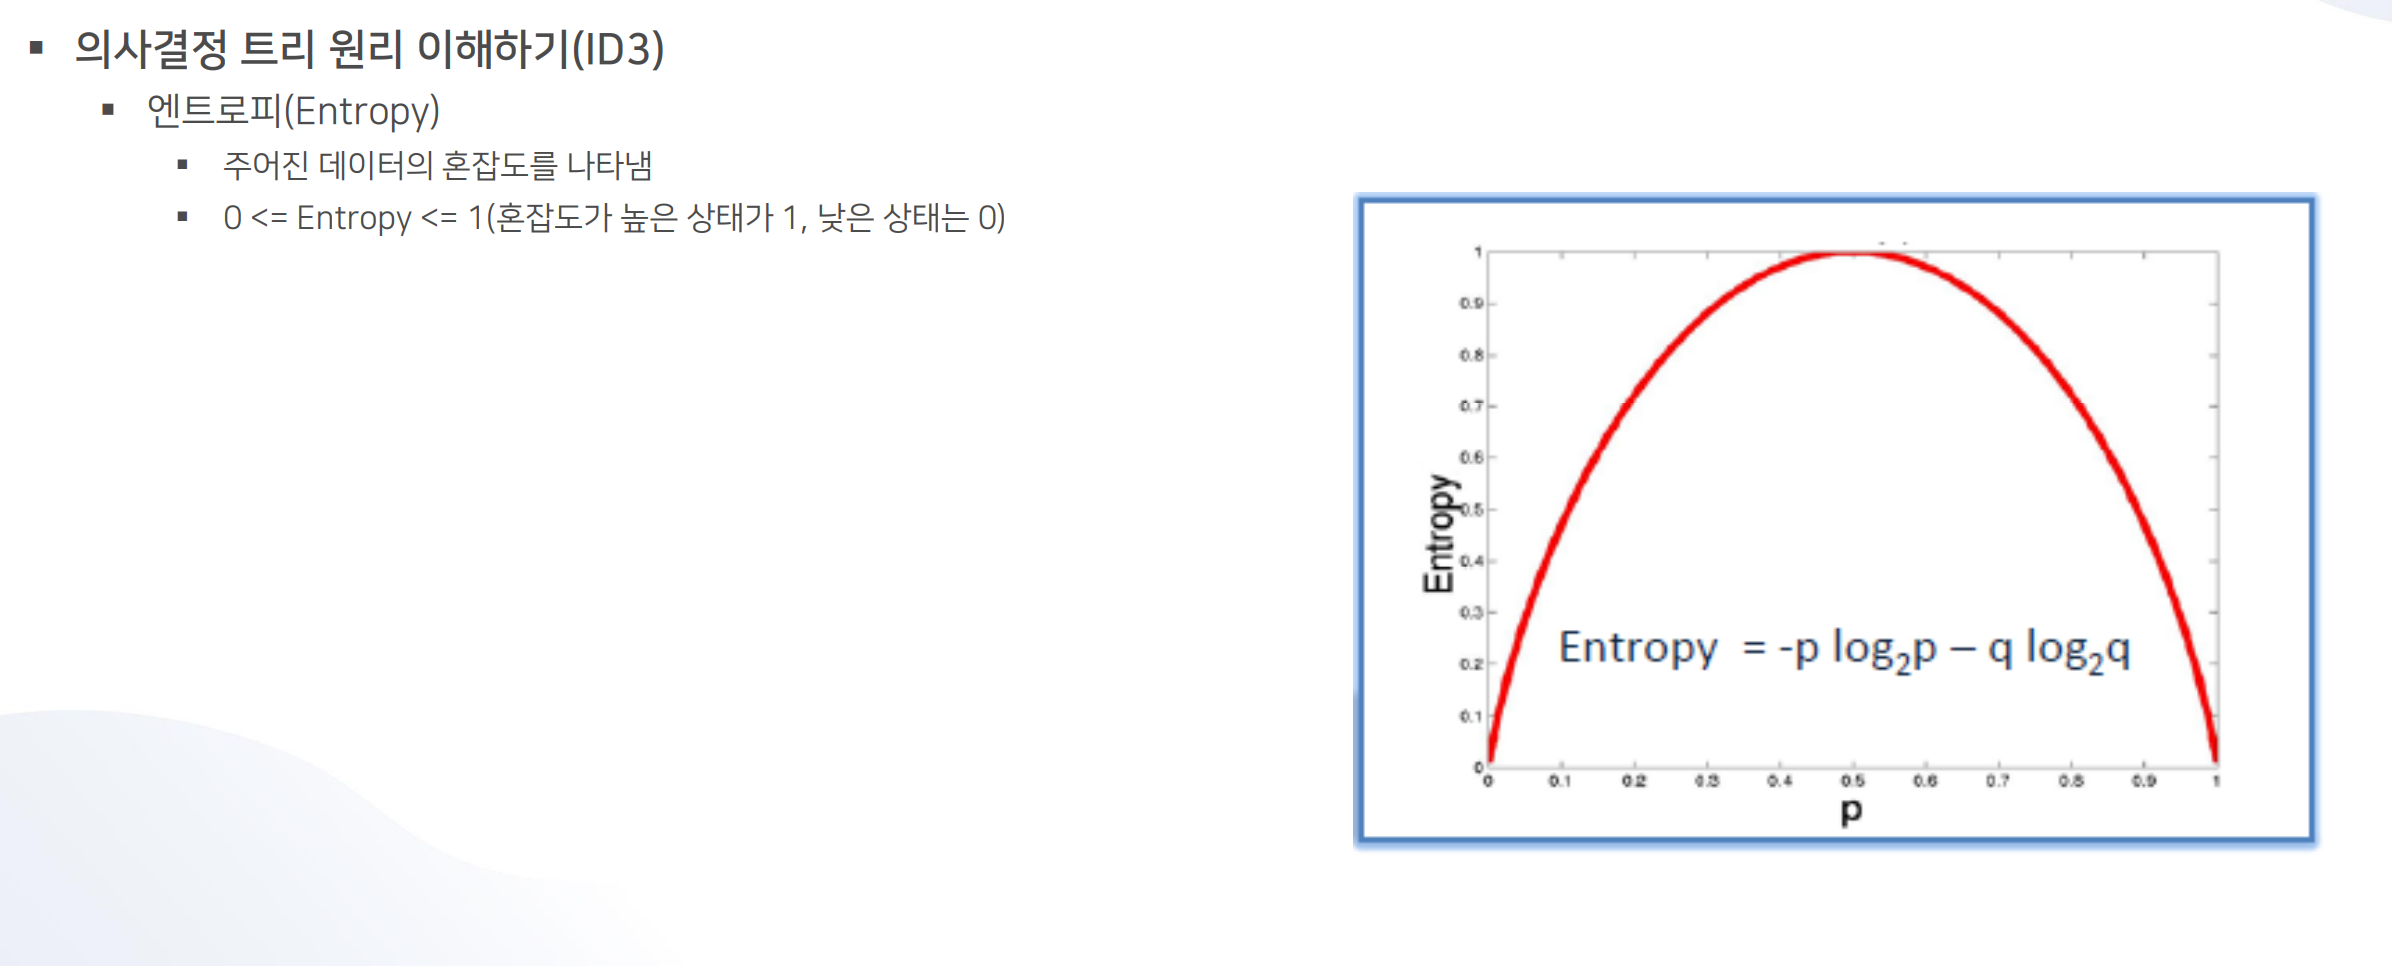 ▪ 의사결정 트리 원리 이해하기(ID3)
▪ 엔트로피(Entropy)
▪ 주어진 데이터의 혼잡도를 나타냄
▪ 0 <= Entropy <= 1(혼잡도가 높은 상태가 1, 낮은 상태는 0)
1
0.9
0.8
0.7
0.6
0.5
0.4
0.3
0.2
0.1
0
Entropy
Entropy = -p log₂p – q log₂q
0 0.1 0.2 0.3 0.4 0.5 0.6 0.7 0.8 0.9 1
p